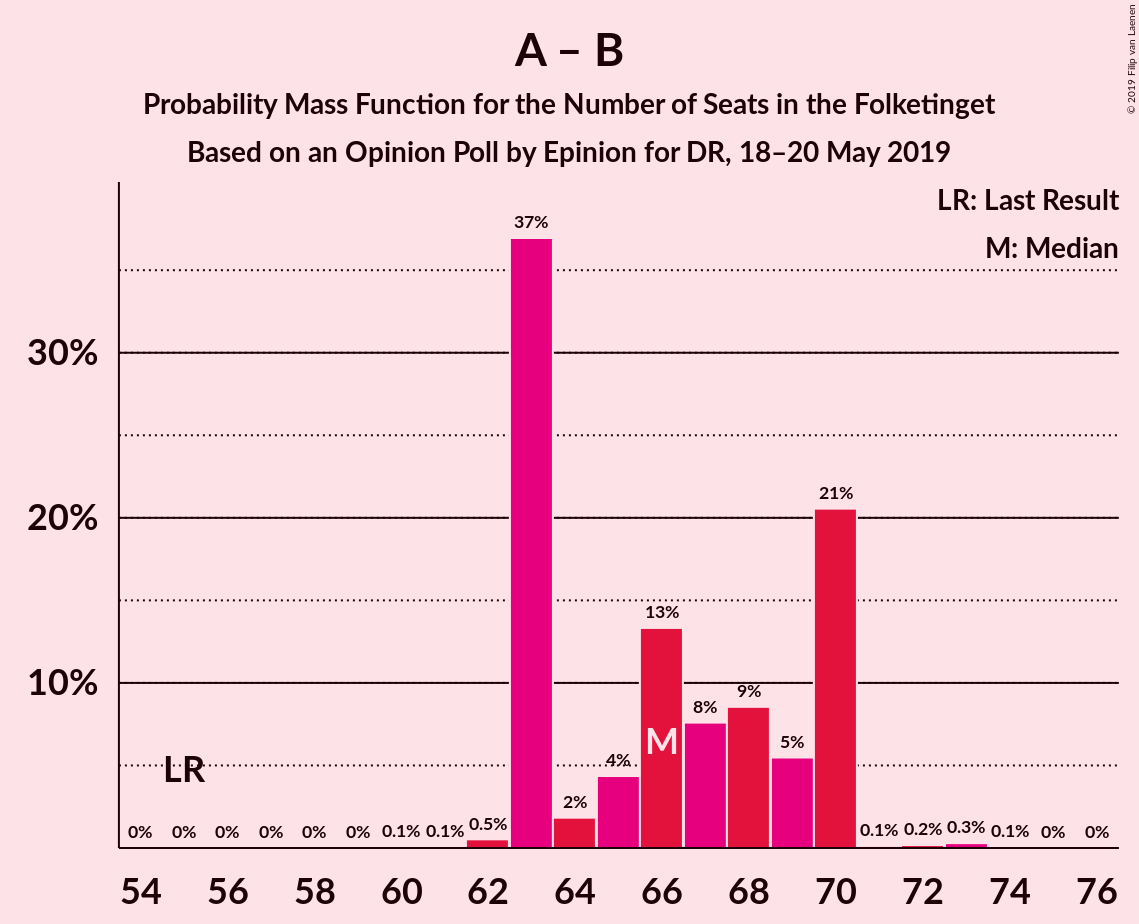 A – B
Probability Mass Function for the Number of Seats in the Folketinget
Based on an Opinion Poll by Epinion for DR, 18–20 May 2019
© 2019 Filip van Laenen
LR: Last Result
M: Median
37%
30%
21%
20%
13%
10%
9%
8%
5%
4%
M
LR
2%
0% 0% 0% 0% 0% 0% 0.1% 0.1% 0.5% 0.1% 0.2% 0.3% 0.1% 0% 0%
54 56 58 60 62 64 66 68 70 72 74 76